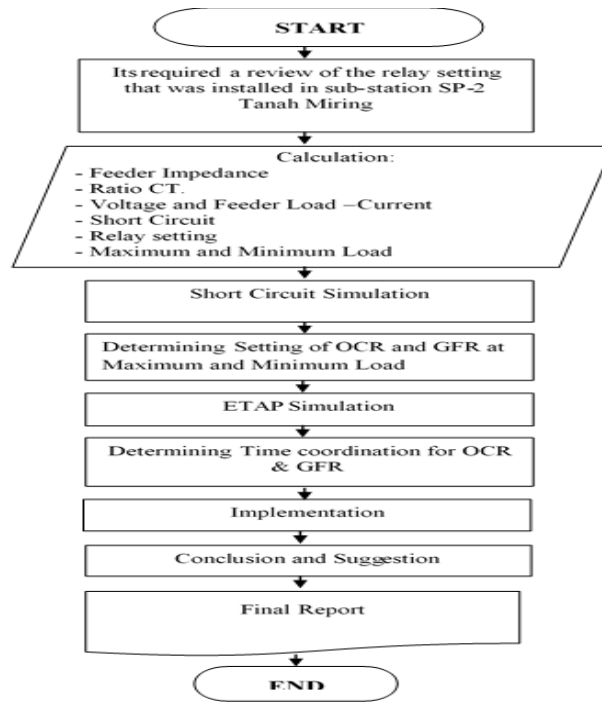 START
Its required a review of the relay setting
that was installed in sub-station SP-2
Tanah Miring
Calculation:
- Feeder Impedance
- Ratio CT.
- Voltage and Feeder Load –Current
- Short Circuit
- Relay setting
- Maximum and Minimum Load
Short Circuit Simulation
Determining Setting of OCR and GFR at
Maximum and Minimum Load
ETAP Simulation
Determining Time coordination for OCR
& GFR
Implementation
Conclusion and Suggestion
Final Report
END